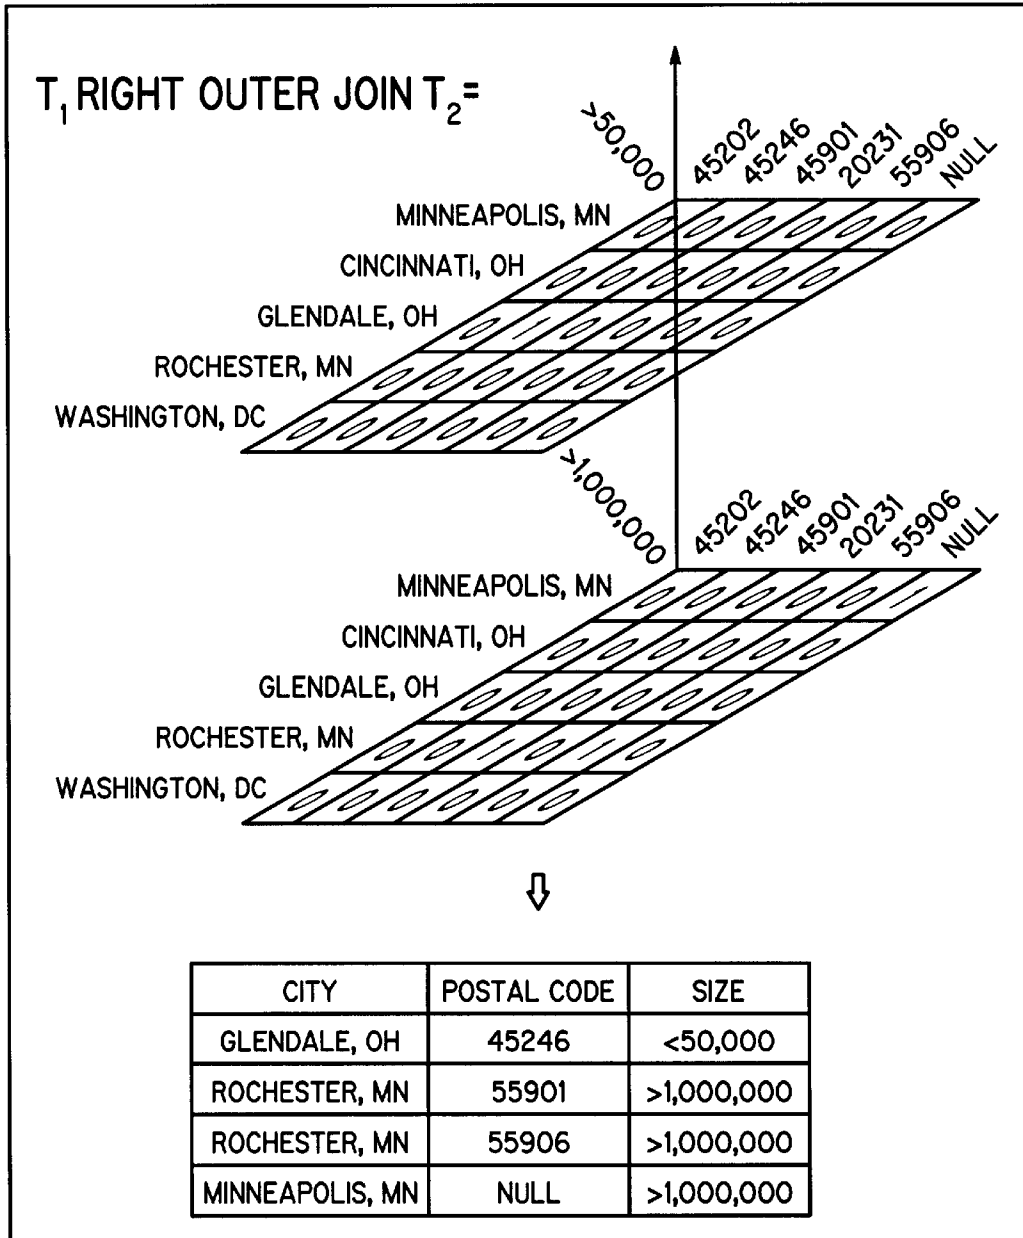 T1 RIGHT OUTER JOIN T2=
>50,000
45202
45246
45901
20231
55906
NULL
MINNEAPOLIS, MN 0 0 0 0 0 0
CINCINNATI, OH 0 0 0 0 0 0
GLENDALE, OH 0 1 0 0 0 0
ROCHESTER, MN 0 0 0 0 0 0
WASHINGTON, DC 0 0 0 0 0 0
>1,000,000
45202
45246
45901
20231
55906
NULL
MINNEAPOLIS, MN 0 0 0 0 0 1
CINCINNATI, OH 0 0 0 0 0 0
GLENDALE, OH 0 0 0 0 0 0
ROCHESTER, MN 0 0 1 0 1 0
WASHINGTON, DC 0 0 0 0 0 0
CITY POSTAL CODE SIZE
GLENDALE, OH 45246 <50,000
ROCHESTER, MN 55901 >1,000,000
ROCHESTER, MN 55906 >1,000,000
MINNEAPOLIS, MN NULL >1,000,000